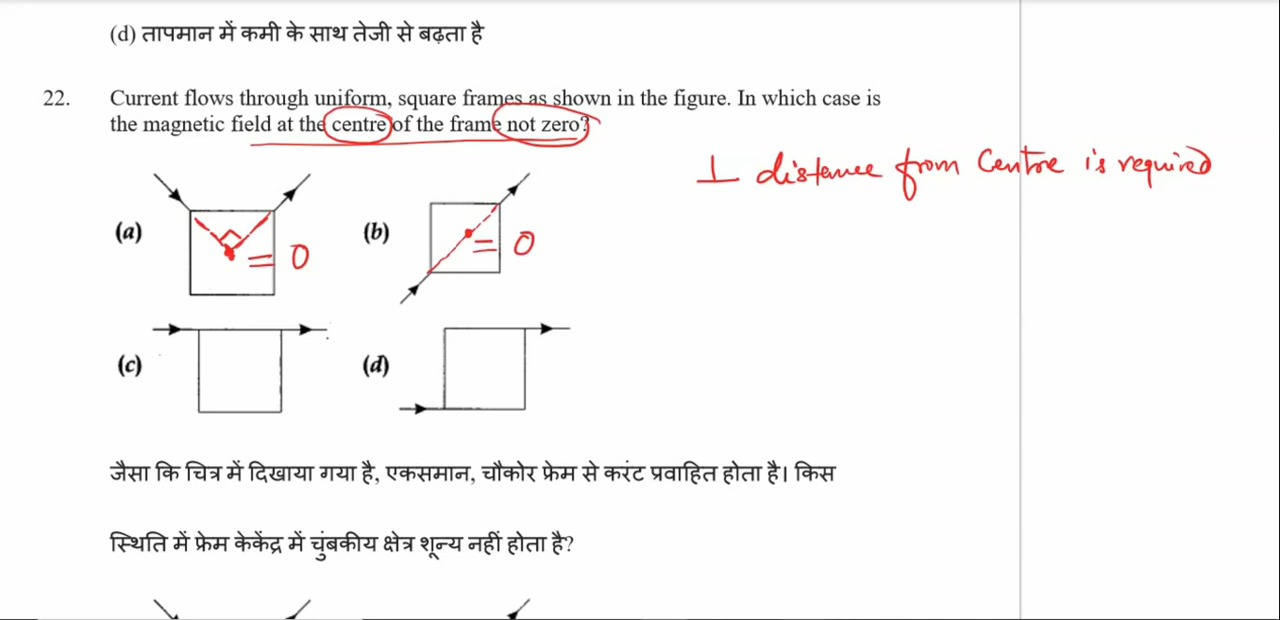 (d) तापमान में कमी के साथ तेजी से बढ़ता है
22. Current flows through uniform, square frames as shown in the figure. In which case is
the magnetic field at the centre of the frame not zero?
⊥ distance from Centre is required
(a) = 0 (b) = 0
(c) (d)
जैसा कि चित्र में दिखाया गया है, एकसमान, चौकोर फ्रेम से करंट प्रवाहित होता है। किस
स्थिति में फ्रेम केकेंद्र में चुंबकीय क्षेत्र शून्य नहीं होता है?